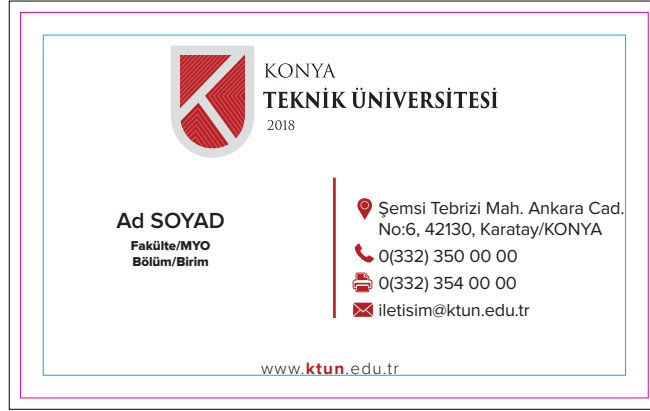 KONYA
TEKNİK ÜNİVERSİTESİ
2018
Ad SOYAD
Fakülte/MYO
Bölüm/Birim
Şemsi Tebrizi Mah. Ankara Cad.
No:6, 42130, Karatay/KONYA
0(332) 350 00 00
0(332) 354 00 00
iletisim@ktun.edu.tr
www.ktun.edu.tr